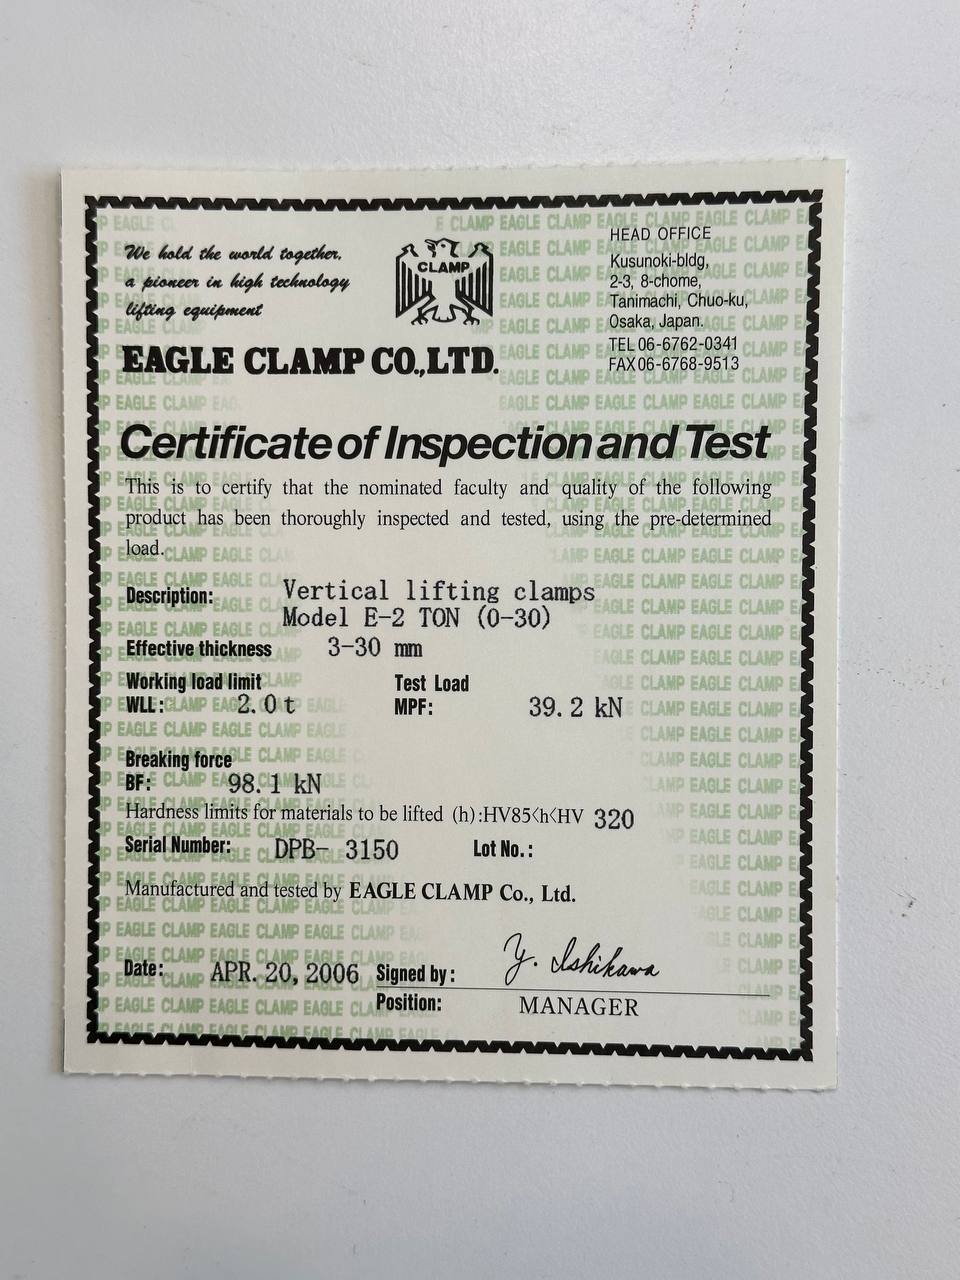 We hold the world together,
a pioneer in high technology
lifting equipment
CLAMP
EAGLE CLAMP CO.,LTD.
HEAD OFFICE
Kusunoki-bldg,
2-3, 8-chome,
Tanimachi, Chuo-ku,
Osaka, Japan.
TEL 06-6762-0341
FAX 06-6768-9513
Certificate of Inspection and Test
This is to certify that the nominated faculty and quality of the following
product has been thoroughly inspected and tested, using the pre-determined
load.
Description: Vertical lifting clamps
Model E-2 TON (0-30)
Effective thickness 3-30 mm
Working load limit Test Load
WLL: 2.0 t MPF: 39.2 kN
Breaking force
BF: 98.1 kN
Hardness limits for materials to be lifted (h):HV85<h<HV 320
Serial Number: DPB- 3150 Lot No.:
Manufactured and tested by EAGLE CLAMP Co., Ltd.
Date: APR. 20, 2006 Signed by: Y. Ishikawa
Position: MANAGER